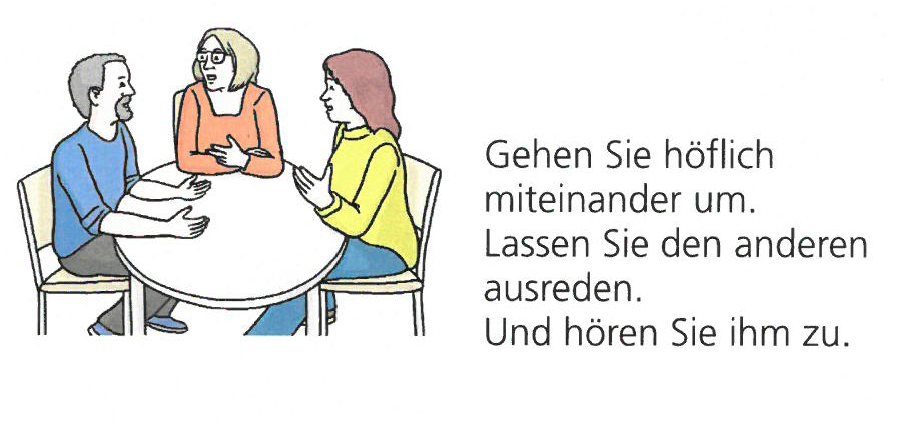 Gehen Sie höflich
miteinander um.
Lassen Sie den anderen
ausreden.
Und hören Sie ihm zu.